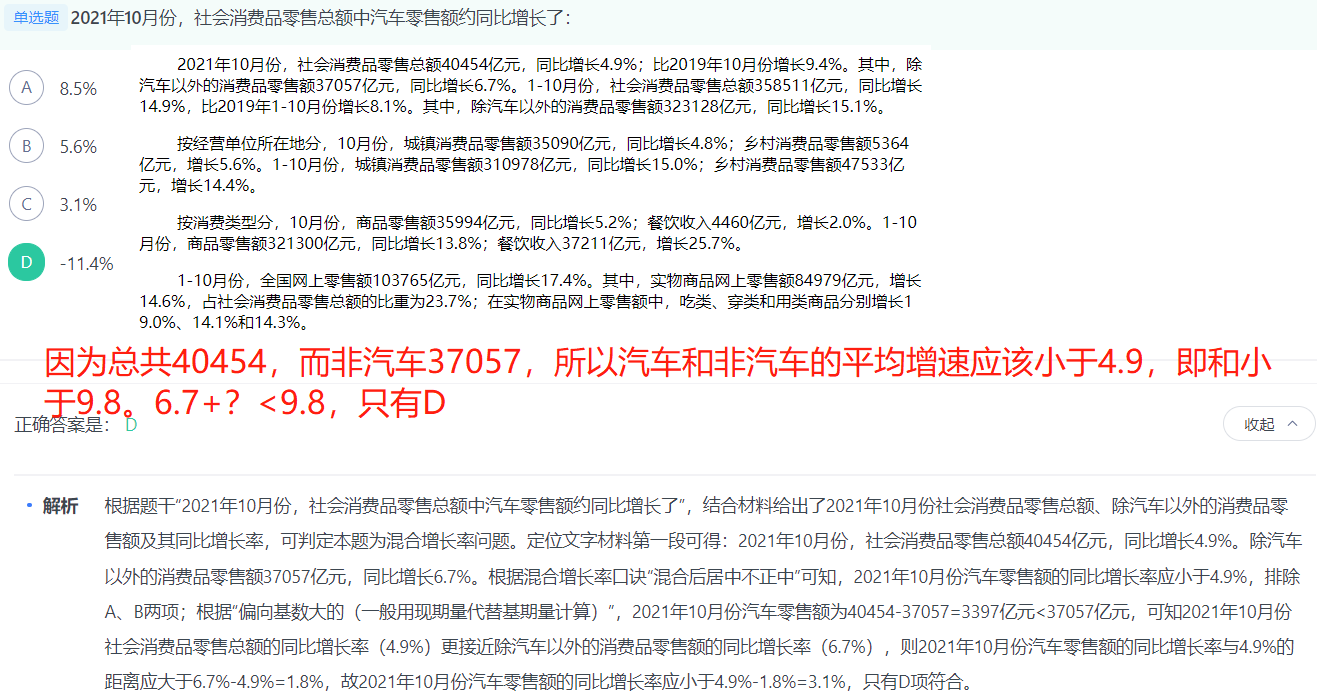 单选题 2021年10月份，社会消费品零售总额中汽车零售额约同比增长了：
A 8.5%
B 5.6%
C 3.1%
D -11.4%
2021年10月份，社会消费品零售总额40454亿元，同比增长4.9%；比2019年10月份增长9.4%。其中，除
汽车以外的消费品零售额37057亿元，同比增长6.7%。1-10月份，社会消费品零售总额358511亿元，同比增长
14.9%，比2019年1-10月份增长8.1%。其中，除汽车以外的消费品零售额323128亿元，同比增长15.1%。
按经营单位所在地分，10月份，城镇消费品零售额35090亿元，同比增长4.8%；乡村消费品零售额5364
亿元，增长5.6%。1-10月份，城镇消费品零售额310978亿元，同比增长15.0%；乡村消费品零售额47533亿
元，增长14.4%。
按消费类型分，10月份，商品零售额35994亿元，同比增长5.2%；餐饮收入4460亿元，增长2.0%。1-10
月份，商品零售额321300亿元，同比增长13.8%；餐饮收入37211亿元，增长25.7%。
1-10月份，全国网上零售额103765亿元，同比增长17.4%。其中，实物商品网上零售额84979亿元，增长
14.6%，占社会消费品零售总额的比重为23.7%；在实物商品网上零售额中，吃类、穿类和用类商品分别增长1
9.0%、14.1%和14.3%。
因为总共40454，而非汽车37057，所以汽车和非汽车的平均增速应该小于4.9，即和小
于9.8。6.7+？<9.8，只有D
正确答案是： D
收起
解析 根据题干“2021年10月份，社会消费品零售总额中汽车零售额约同比增长了”，结合材料给出了2021年10月份社会消费品零售总额、除汽车以外的消费品零
售额及其同比增长率，可判定本题为混合增长率问题。定位文字材料第一段可得：2021年10月份，社会消费品零售总额40454亿元，同比增长4.9%。除汽车
以外的消费品零售额37057亿元，同比增长6.7%。根据混合增长率口诀“混合后居中不正中”可知，2021年10月份汽车零售额的同比增长率应小于4.9%，排除
A、B两项；根据“偏向基数大的（一般用现期量代替基期量计算）”，2021年10月份汽车零售额为40454-37057=3397亿元<37057亿元，可知2021年10月份
社会消费品零售总额的同比增长率（4.9%）更接近除汽车以外的消费品零售额的同比增长率（6.7%），则2021年10月份汽车零售额的同比增长率与4.9%的
距离应大于6.7%-4.9%=1.8%，故2021年10月份汽车零售额的同比增长率应小于4.9%-1.8%=3.1%，只有D项符合。